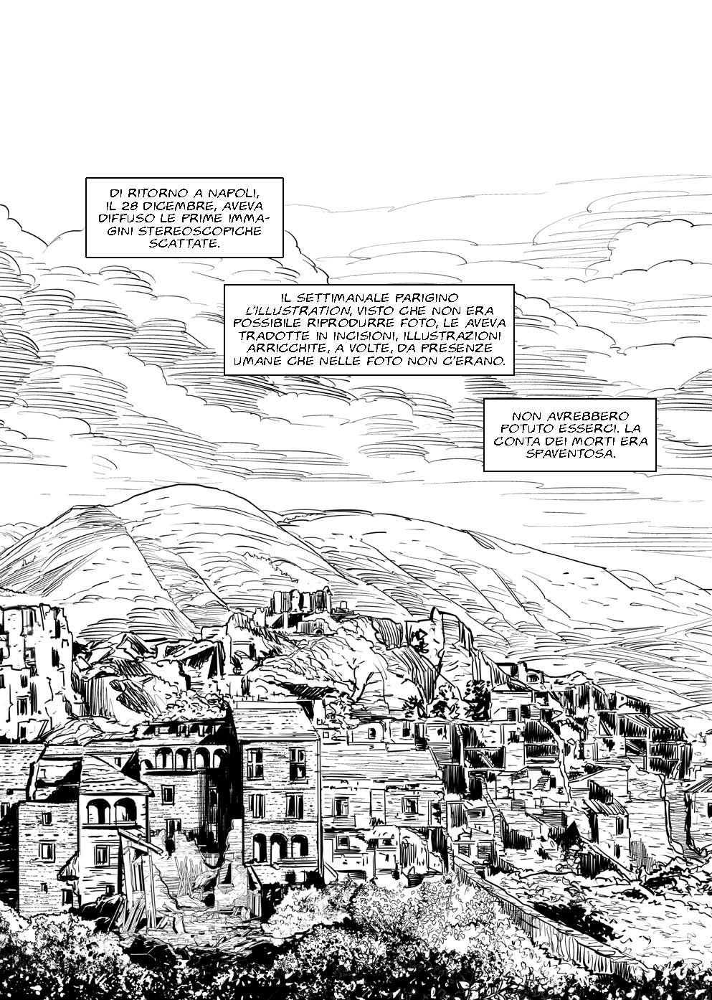 DI RITORNO A NAPOLI,
IL 28 DICEMBRE, AVEVA
DIFFUSO LE PRIME IMMA-
GINI STEREOSCOPICHE
SCATTATE.
IL SETTIMANALE PARIGINO
L'ILLUSTRATION, VISTO CHE NON ERA
POSSIBILE RIPRODURRE FOTO, LE AVEVA
TRADOTTE IN INCISIONI, ILLUSTRAZIONI
ARRICCHITE, A VOLTE, DA PRESENZE
UMANE CHE NELLE FOTO NON C'ERANO.
NON AVREBBERO
POTUTO ESSERCI. LA
CONTA DEI MORTI ERA
SPAVENTOSA.